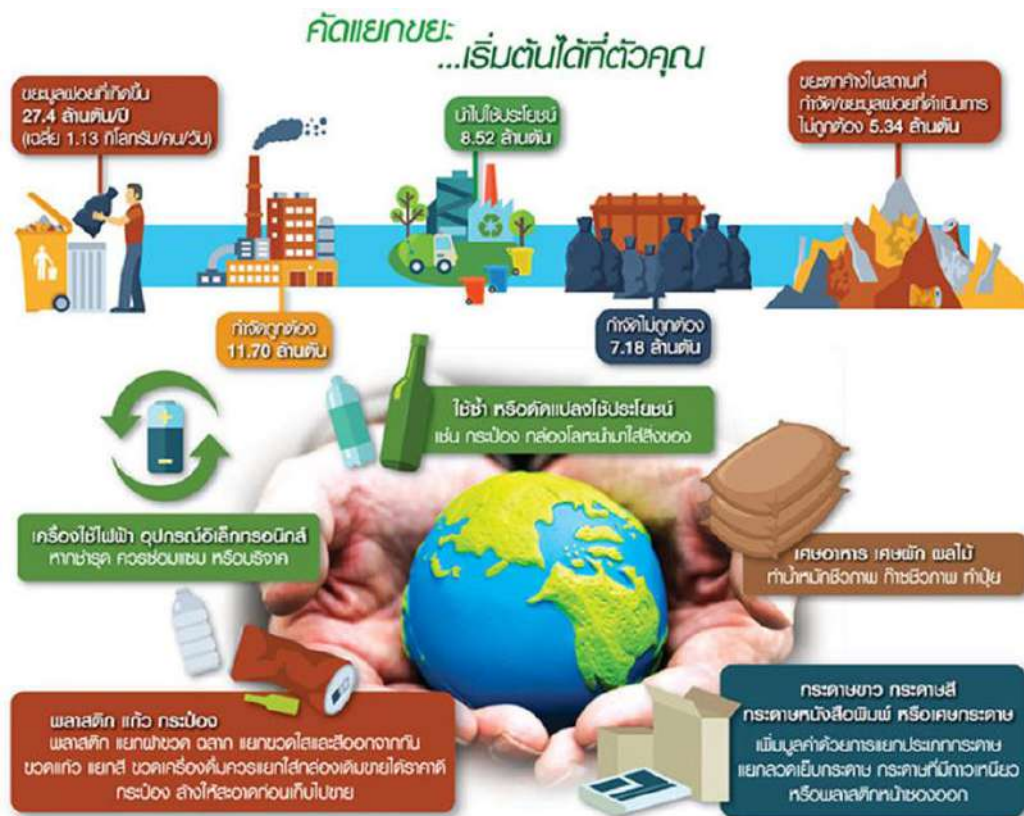 คัดแยกขยะ
...เริ่มต้นได้ที่ตัวคุณ
ขยะมูลฝอยที่เกิดขึ้น
27.4 ล้านตัน/ปี
(เฉลี่ย 1.13 กิโลกรัม/คน/วัน)
นำไปใช้ประโยชน์
8.52 ล้านตัน
ขยะตกค้างในสถานที่
กำจัด/ขยะมูลฝอยที่ดำเนินการ
ไม่ถูกต้อง 5.34 ล้านตัน
กำจัดถูกต้อง
11.70 ล้านตัน
กำจัดไม่ถูกต้อง
7.18 ล้านตัน
ใช้ซ้ำ หรือดัดแปลงใช้ประโยชน์
เช่น กระป๋อง กล่องโลหะนำมาใส่สิ่งของ
เครื่องใช้ไฟฟ้า อุปกรณ์อิเล็กทรอนิกส์
หากชำรุด ควรซ่อมแซม หรือบริจาค
เศษอาหาร เศษผัก ผลไม้
ทำน้ำหมักชีวภาพ ก๊าซชีวภาพ ทำปุ๋ย
พลาสติก แก้ว กระป๋อง
พลาสติก แยกฝาขวด ฉลาก แยกขวดใสและสีออกจากกัน
ขวดแก้ว แยกสี ขวดเครื่องดื่มควรแยกใส่กล่องเดิมขายได้ราคาดี
กระป๋อง ล้างให้สะอาดก่อนเก็บไปขาย
กระดาษขาว กระดาษสี
กระดาษหนังสือพิมพ์ หรือเศษกระดาษ
เพิ่มมูลค่าด้วยการแยกประเภทกระดาษ
แยกลวดเย็บกระดาษ กระดาษที่มีกาวเหนียว
หรือพลาสติกหน้าซองออก